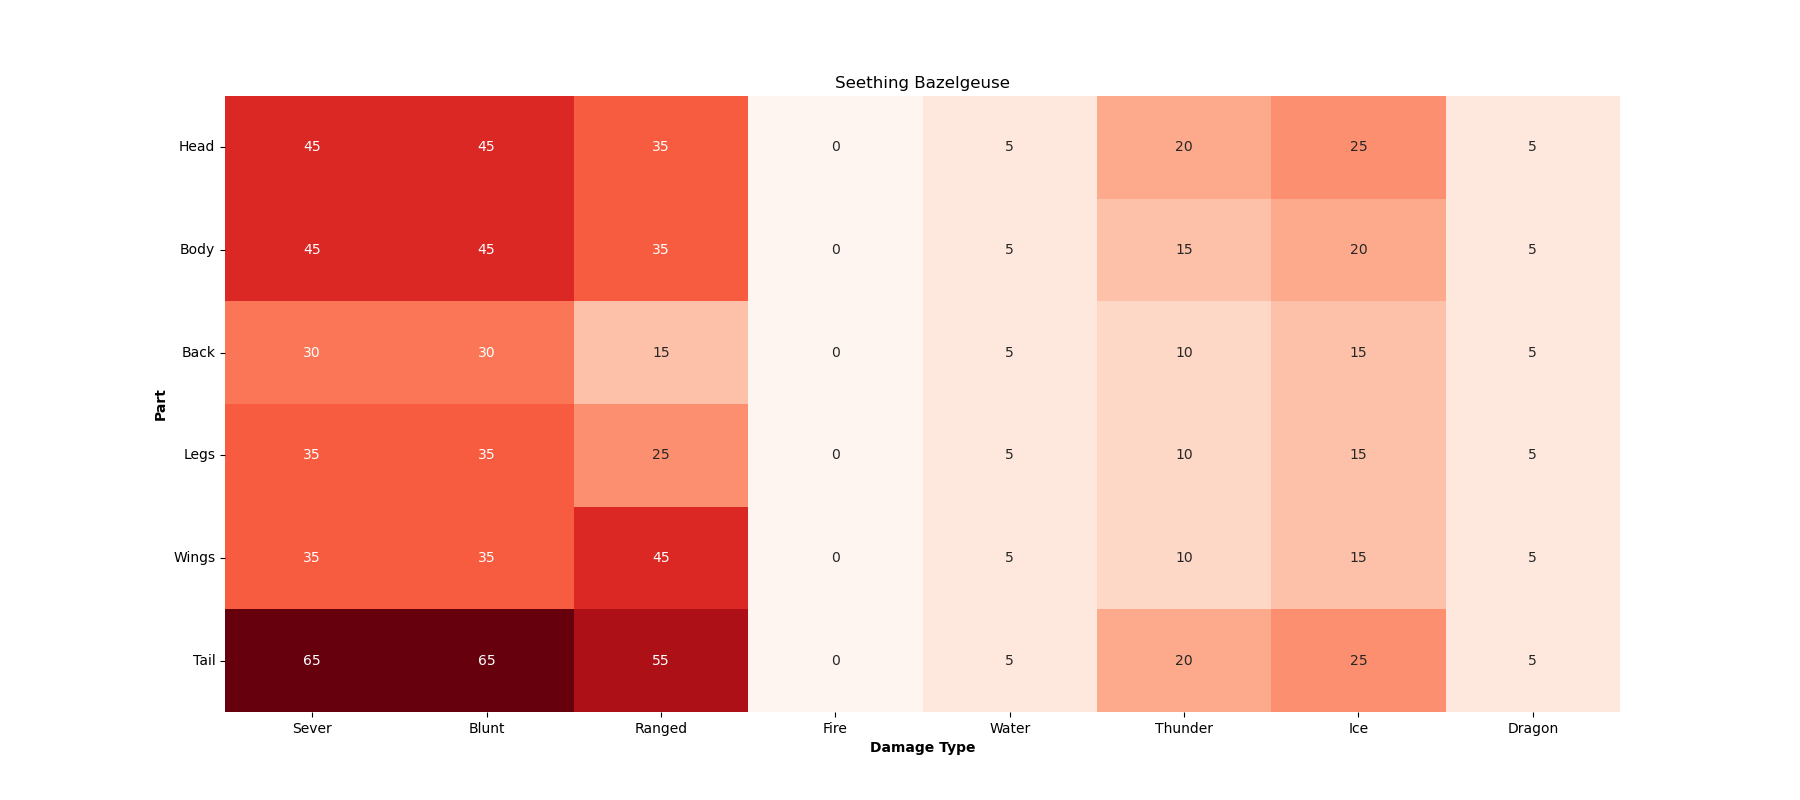 Seething Bazelgeuse
Head 45 45 35 0 5 20 25 5
Body 45 45 35 0 5 15 20 5
Back 30 30 15 0 5 10 15 5
Part
Legs 35 35 25 0 5 10 15 5
Wings 35 35 45 0 5 10 15 5
Tail 65 65 55 0 5 20 25 5
Sever Blunt Ranged Fire Water Thunder Ice Dragon
Damage Type